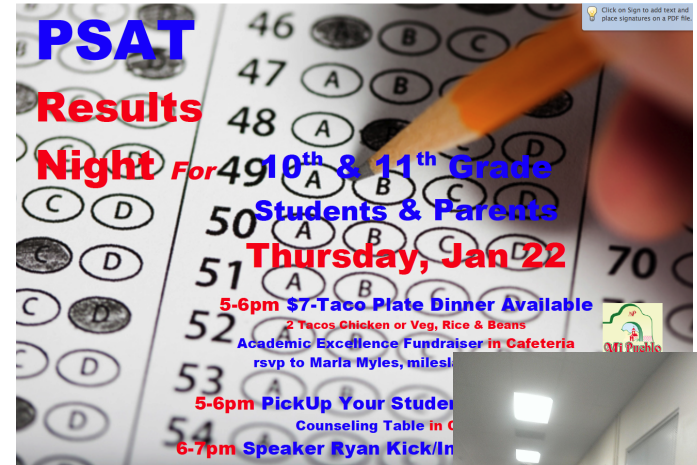 Click on Sign to add text and
place signatures on a PDF file.
PSAT
Results
Night For 10th & 11th Grade
Students & Parents
Thursday, Jan 22
5-6pm $7-Taco Plate Dinner Available
2 Tacos Chicken or Veg, Rice & Beans
Academic Excellence Fundraiser in Cafeteria
rsvp to Marla Myles,
Mi Pueblo
5-6pm PickUp Your
Counseling Table in
6-7pm Speaker Ryan
46 B C
47 A B
48 A
49 A B C D
50 A B C D
51 A B C D
52
53
54
70
C D
D
C D
C D
D